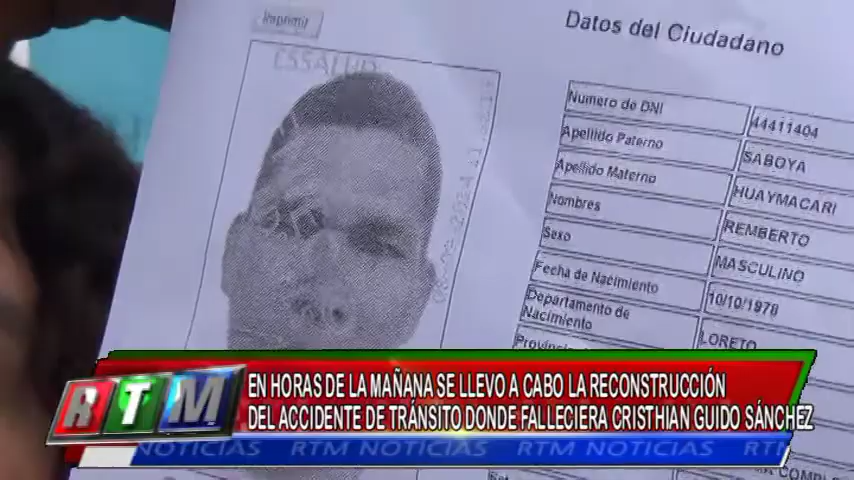 Imprimir
Datos del Ciudadano
ESSALUD
Numero de DNI 44411404
Apellido Paterno SABOYA
Apellido Materno HUAYMACARI
Nombres REMBERTO
Sexo MASCULINO
Fecha de Nacimiento 10/10/1978
Departamento de
Nacimiento LORETO
RTM
EN HORAS DE LA MAÑANA SE LLEVO A CABO LA RECONSTRUCCIÓN
DEL ACCIDENTE DE TRÁNSITO DONDE FALLECIERA CRISTHIAN GUIDO SÁNCHEZ
NOTICIAS RTM NOTICIAS RTM NOTICIAS